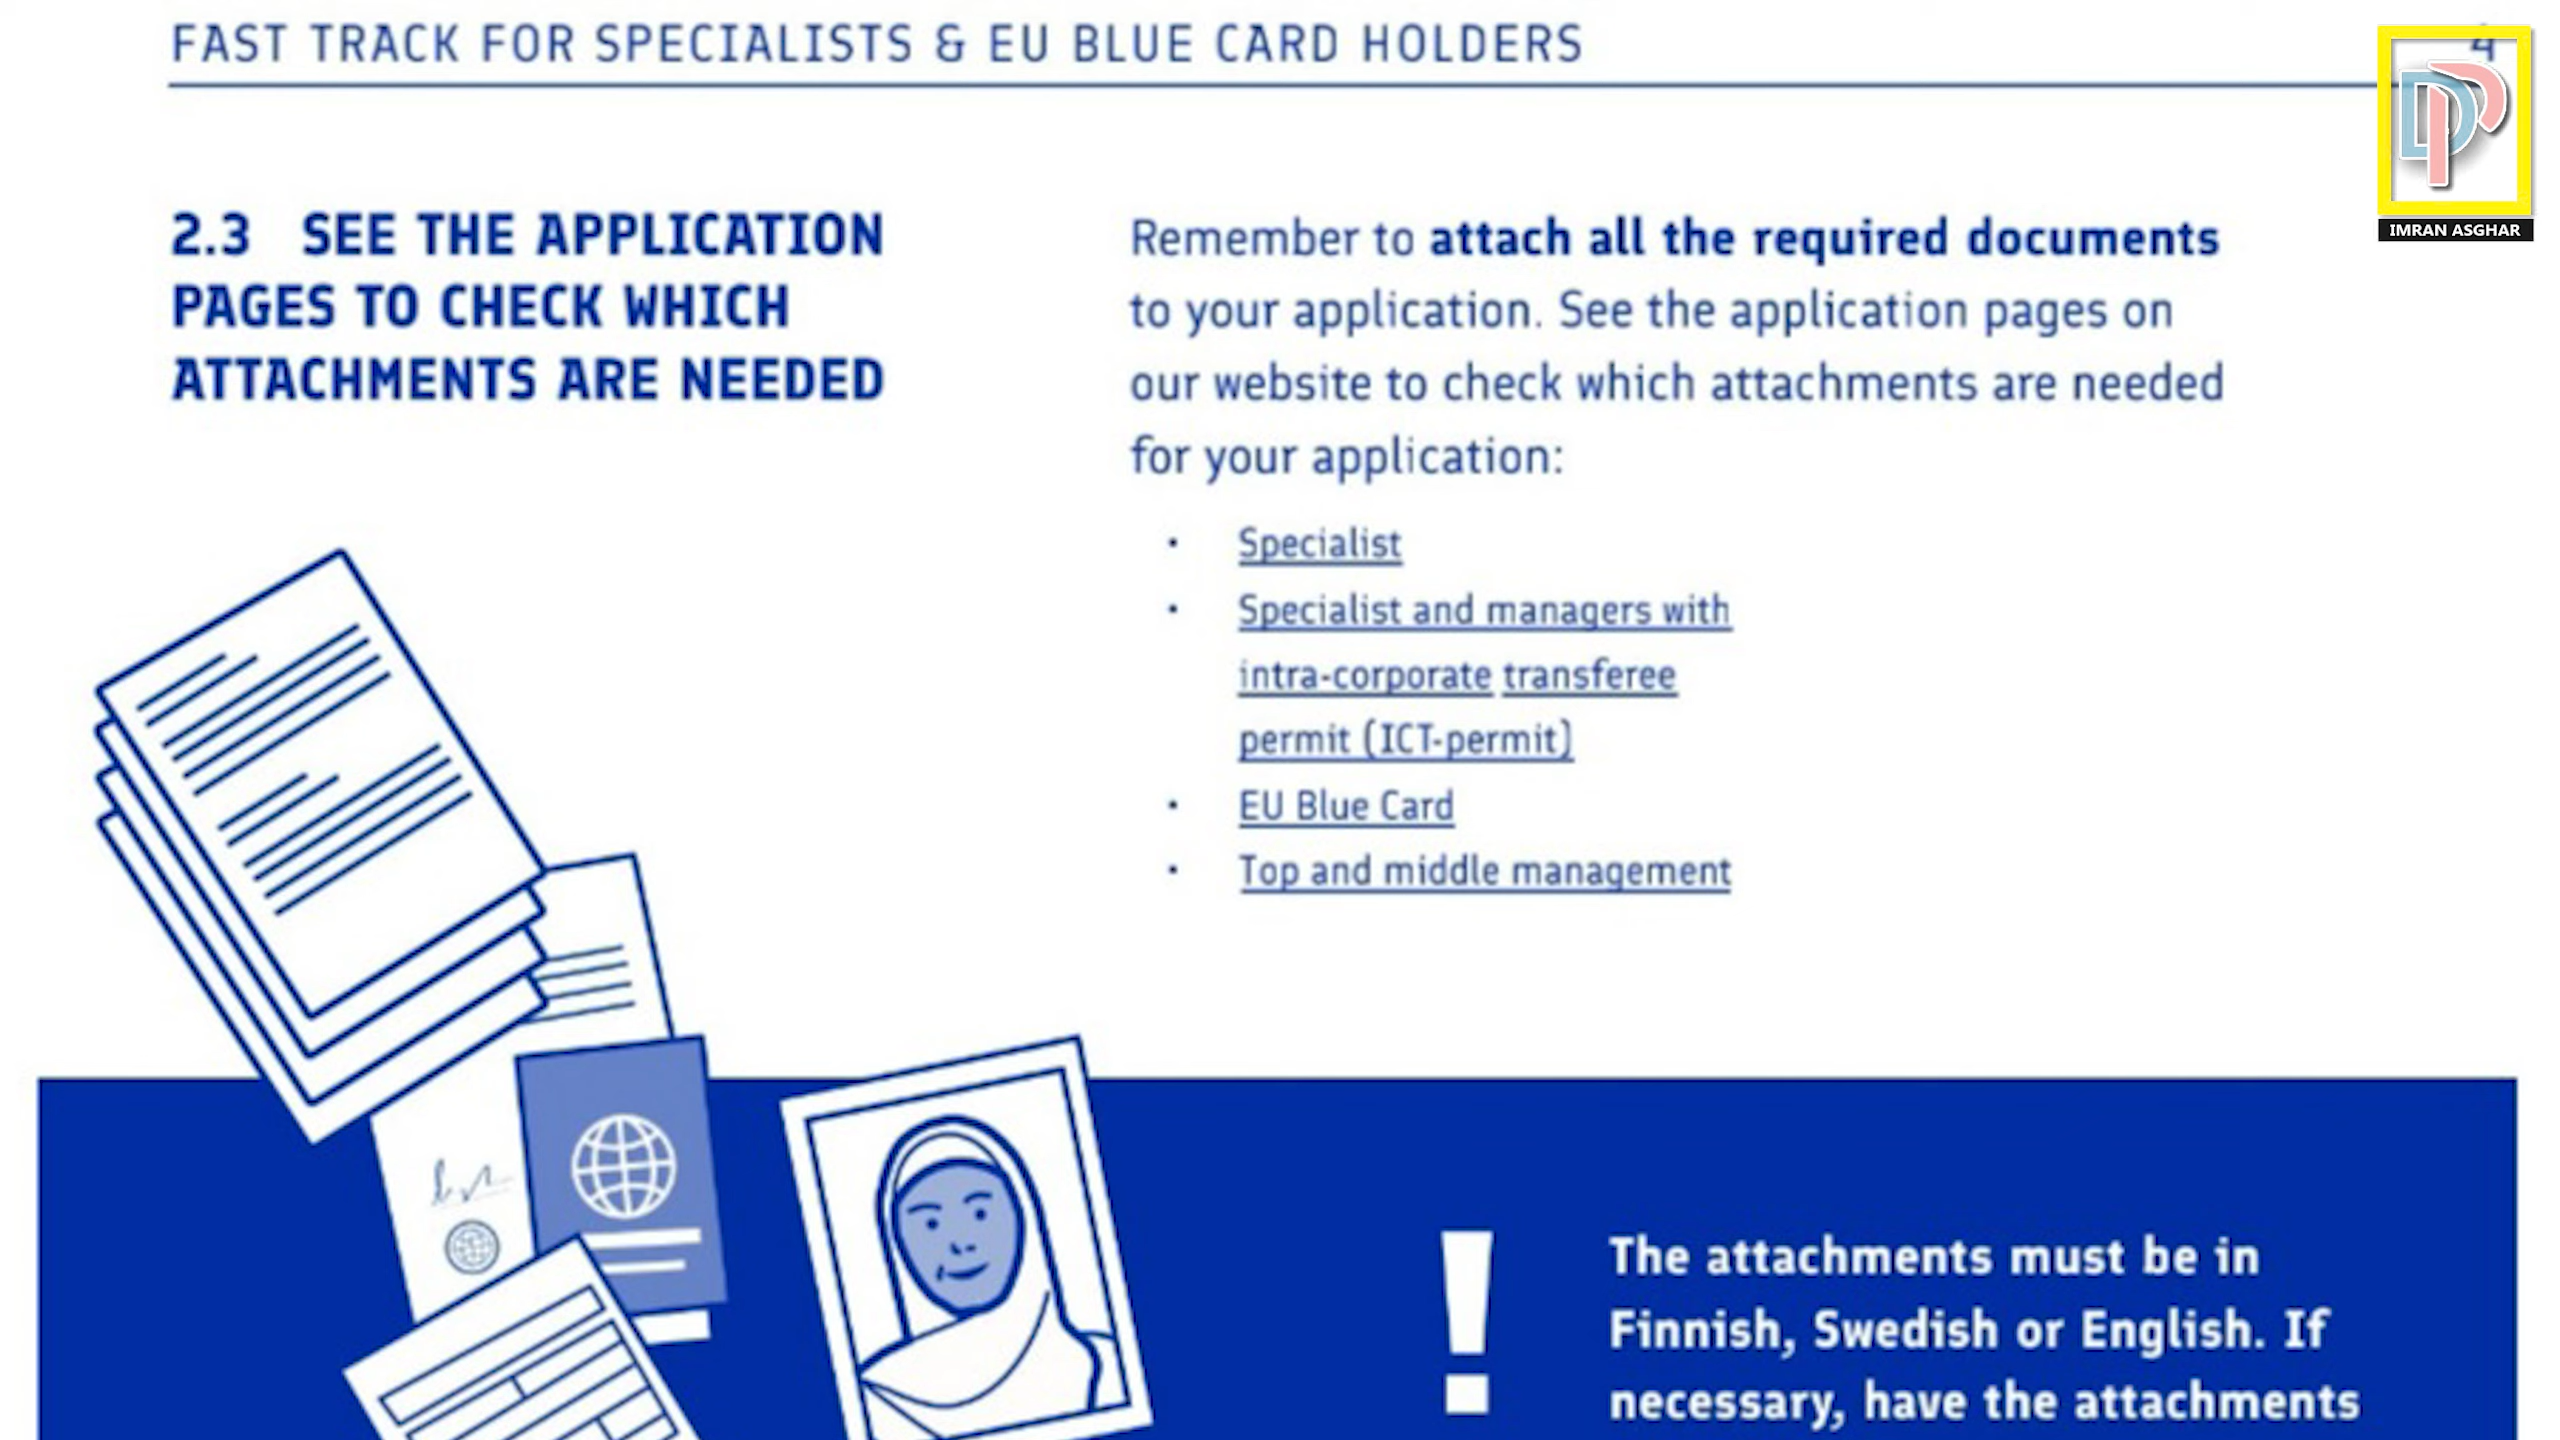 FAST TRACK FOR SPECIALISTS & EU BLUE CARD HOLDERS
4
IMRAN ASGHAR
2.3 SEE THE APPLICATION
PAGES TO CHECK WHICH
ATTACHMENTS ARE NEEDED
Remember to attach all the required documents
to your application. See the application pages on
our website to check which attachments are needed
for your application:
• Specialist
• Specialist and managers with
intra-corporate transferee
permit (ICT-permit)
• EU Blue Card
• Top and middle management
! The attachments must be in
Finnish, Swedish or English. If
necessary, have the attachments